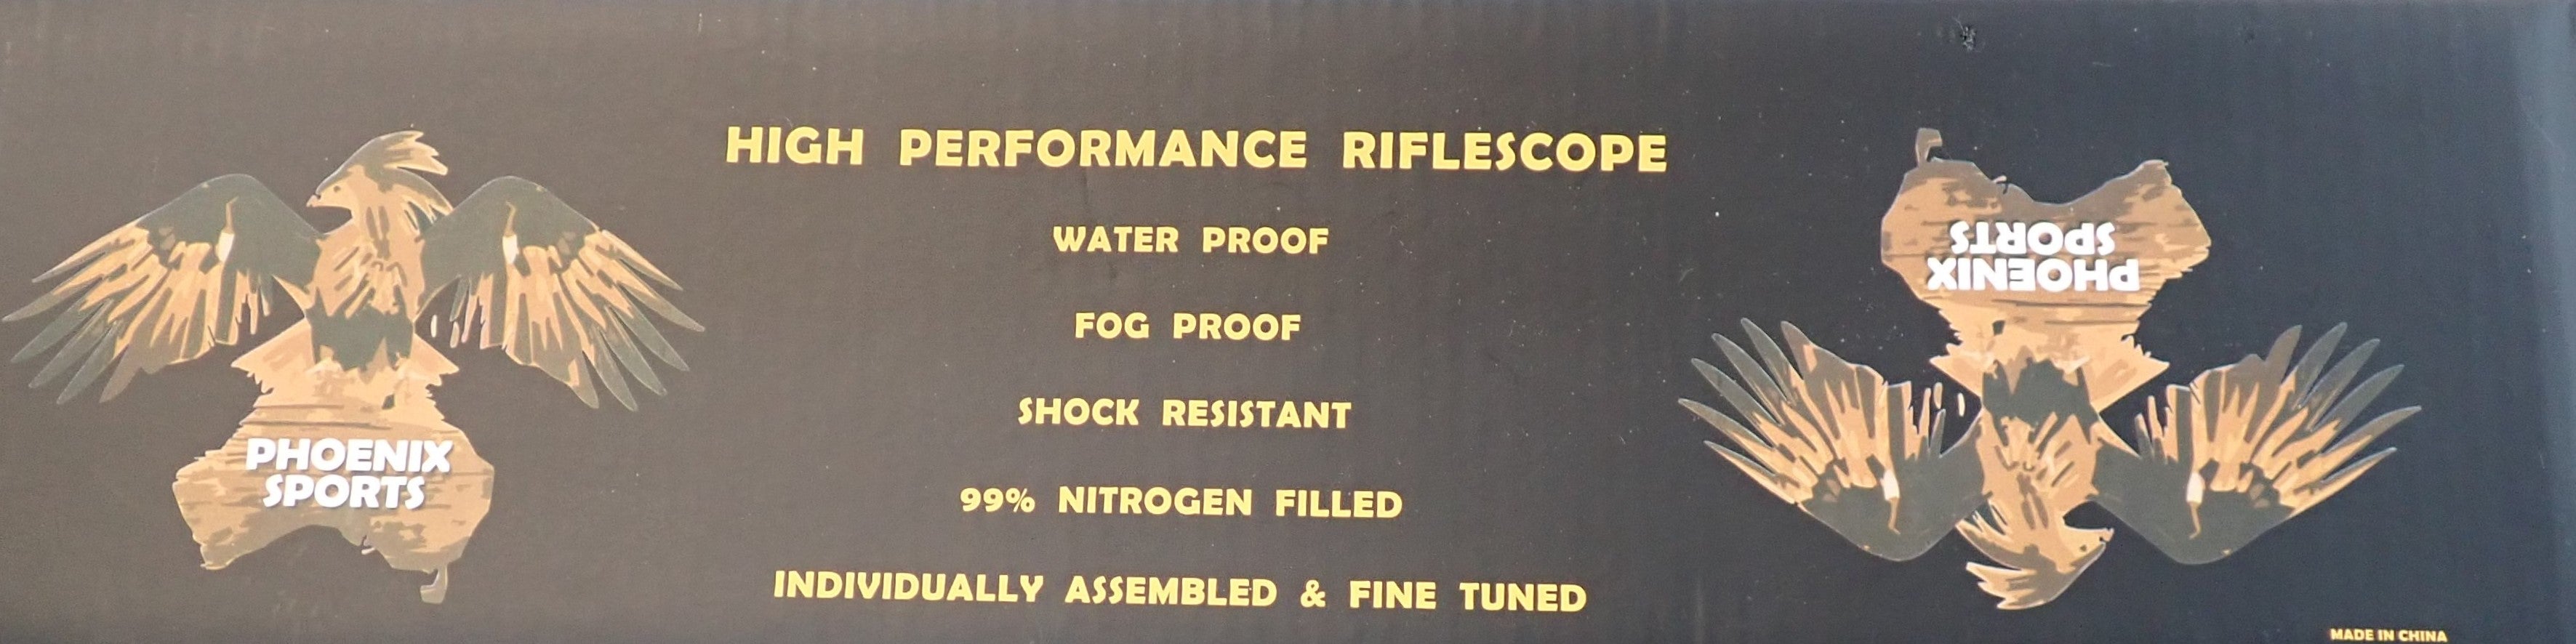 HIGH PERFORMANCE RIFLESCOPE
WATER PROOF
FOG PROOF
SHOCK RESISTANT
99% NITROGEN FILLED
INDIVIDUALLY ASSEMBLED & FINE TUNED
PHOENIX
SPORTS
PHOENIX
SPORTS
MADE IN CHINA